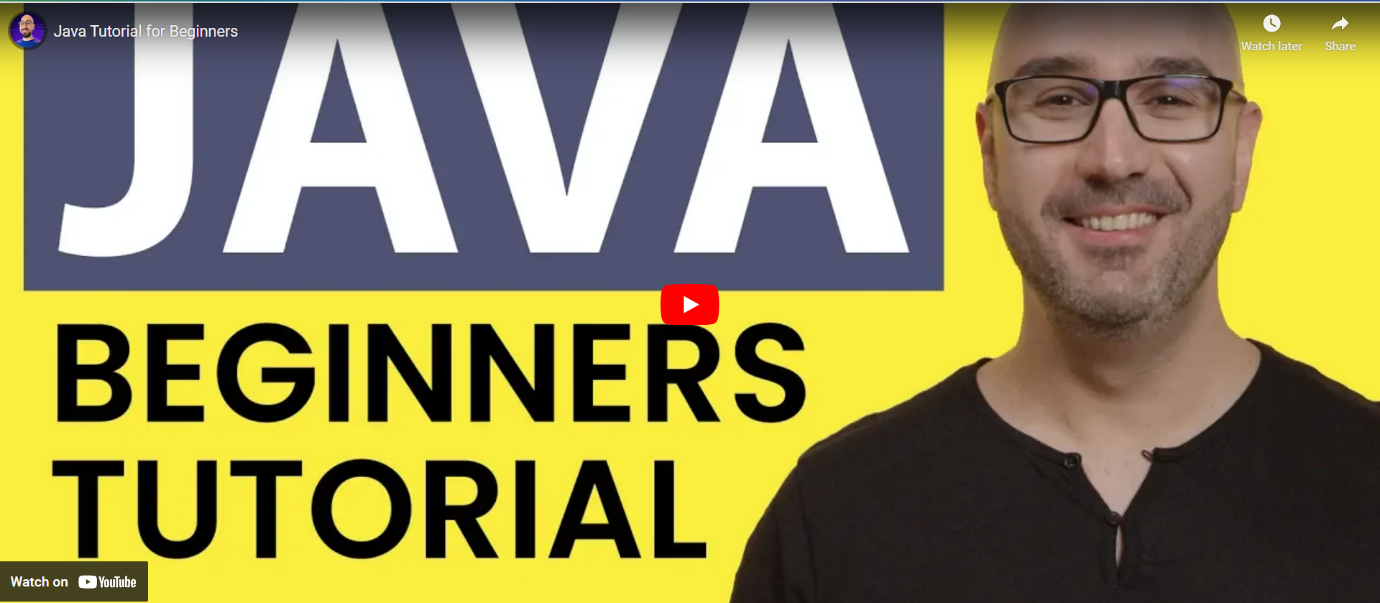 Java Tutorial for Beginners
Watch later
Share
JAVA
BEGINNERS
TUTORIAL
Watch on YouTube